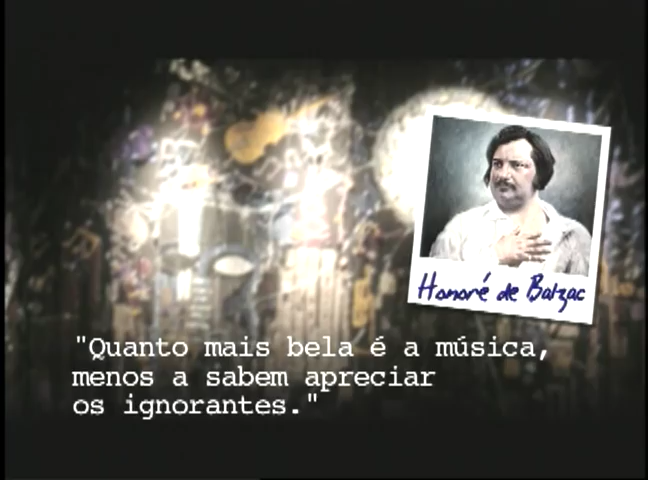 Honoré de Balzac
"Quanto mais bela é a música,
menos a sabem apreciar
os ignorantes."